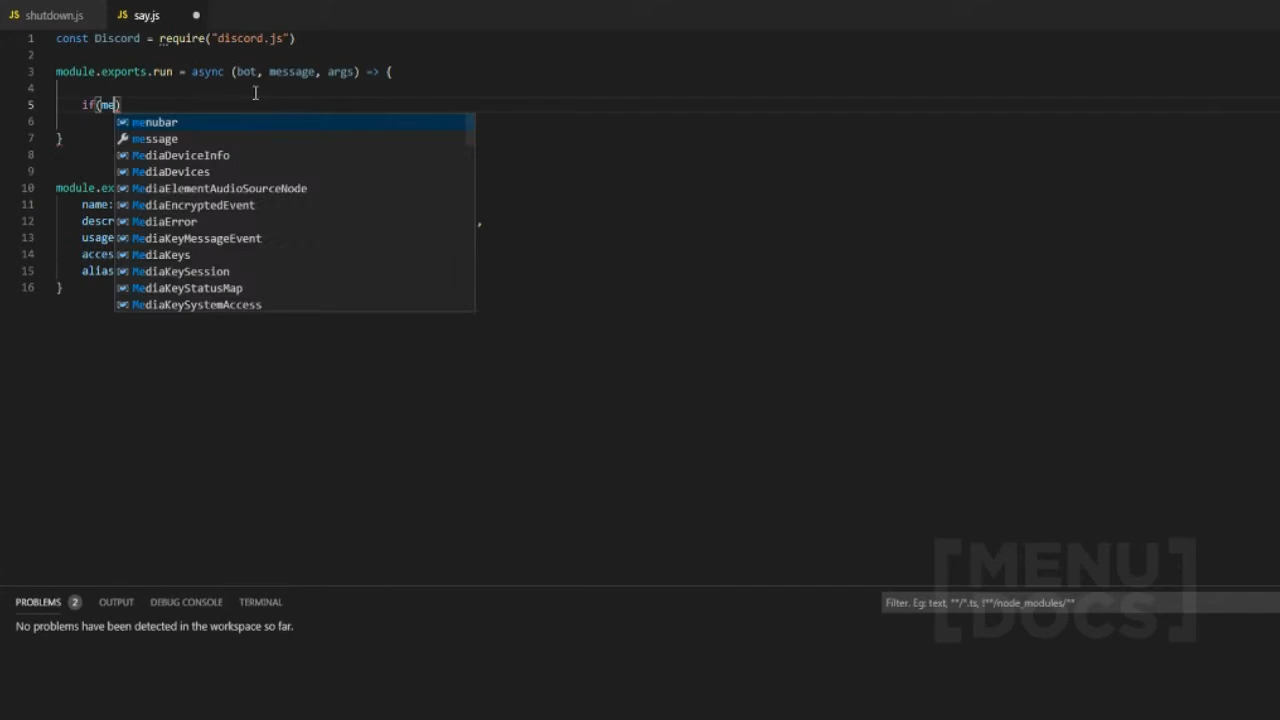 JS shutdown.js JS say.js
1 const Discord = require("discord.js")
2
3 module.exports.run = async (bot, message, args) => {
4
5 if(me)
menubar
6
message
7 }
MediaDeviceInfo
8
MediaDevices
9
10 module.ex
MediaElementAudioSourceNode
11 name:
MediaEncryptedEvent
12 descr
MediaError
,
13 usage
MediaKeyMessageEvent
14 acces
MediaKeys
15 alias
MediaKeySession
16 }
MediaKeyStatusMap
MediaKeySystemAccess
[MENU
DOCS]
PROBLEMS 2 OUTPUT DEBUG CONSOLE TERMINAL
Filter. Eg: text, **/*.ts, !**/node_modules/**
No problems have been detected in the workspace so far.